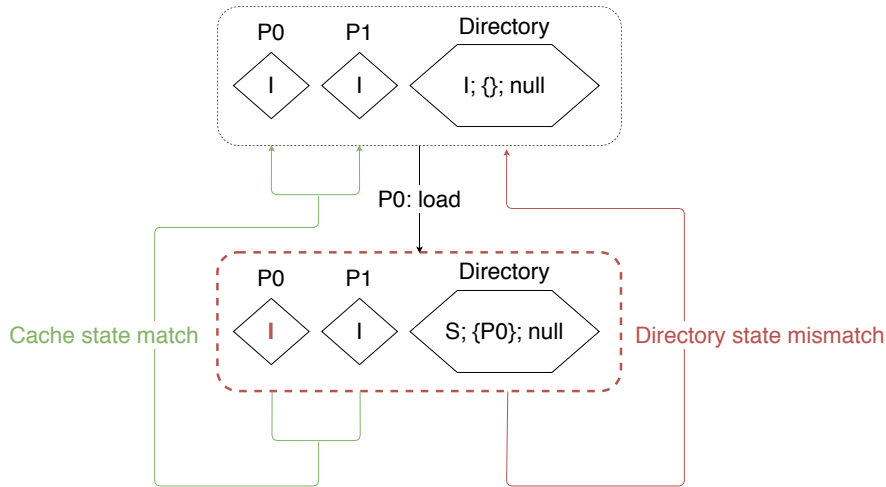 P0 P1 Directory
I I I; {}; null
P0: load
P0 P1 Directory
I I S; {P0}; null
Cache state match
Directory state mismatch